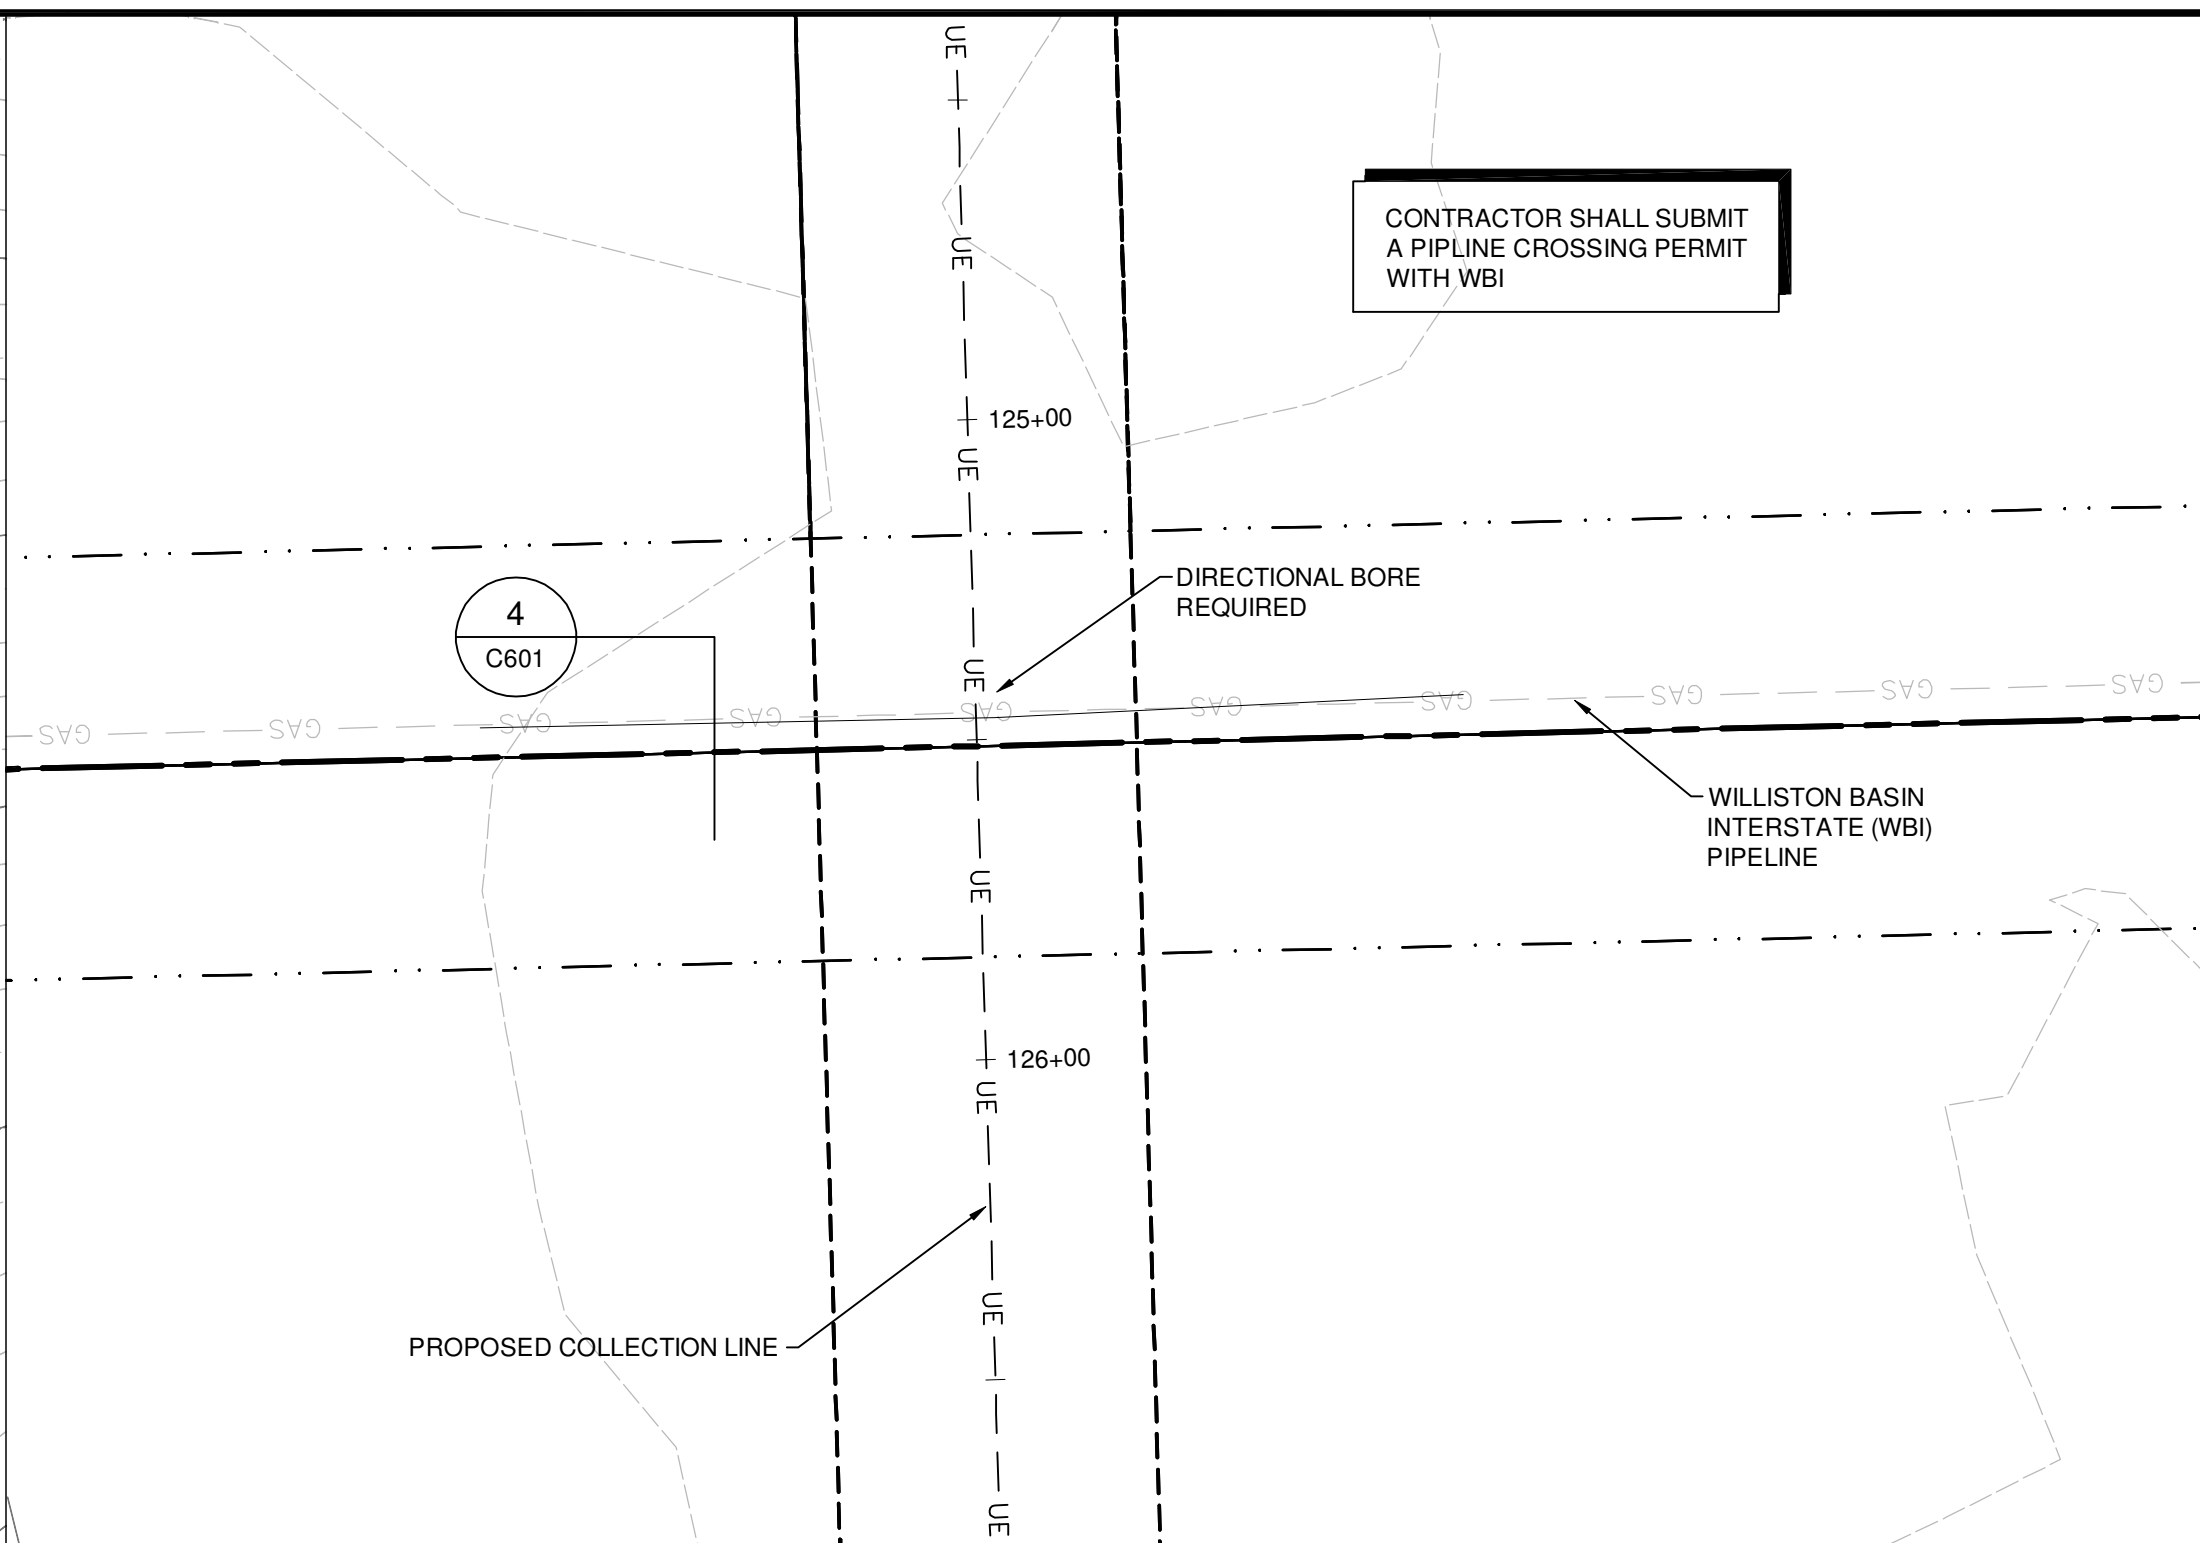 UE
CONTRACTOR SHALL SUBMIT
A PIPLINE CROSSING PERMIT
WITH WBI
UE
125+00
UE
DIRECTIONAL BORE
REQUIRED
4
C601
UE
GAS GAS GAS GAS GAS GAS GAS GAS GAS GAS
WILLISTON BASIN
INTERSTATE (WBI)
PIPELINE
UE
126+00
UE
UE
PROPOSED COLLECTION LINE
UE